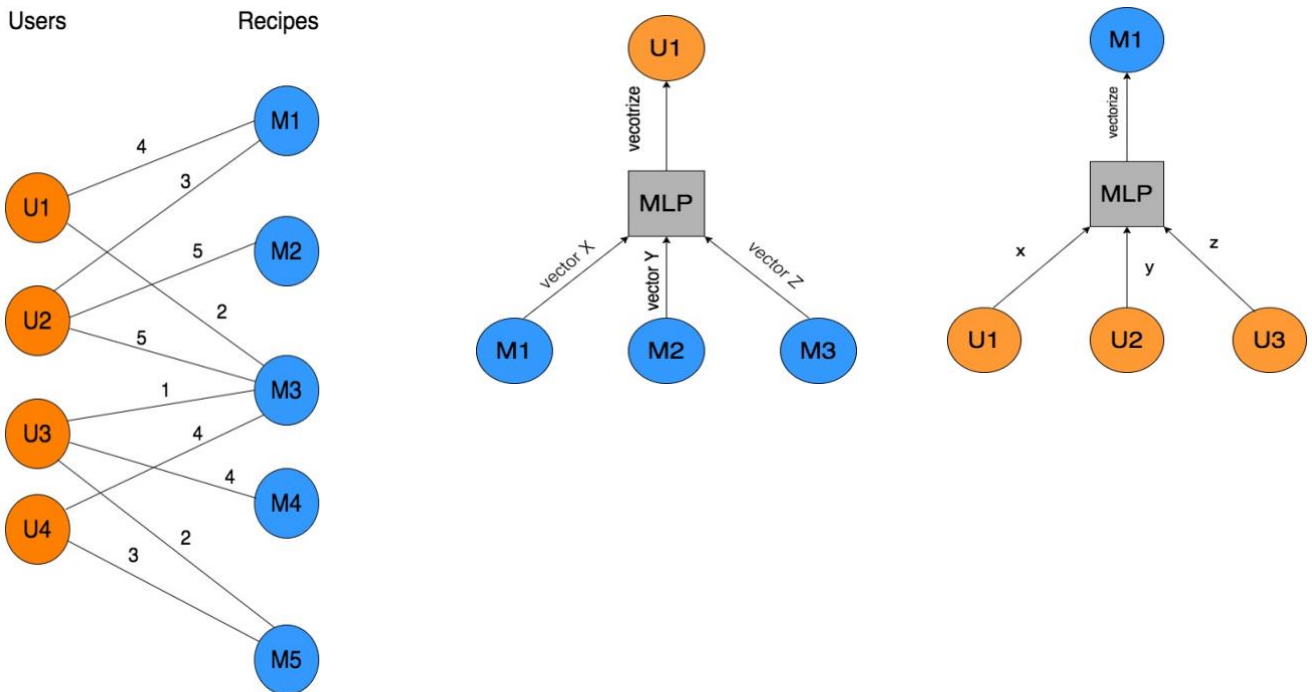 Users
Recipes
M1
4
3
U1
5
M2
2
U2
5
1
M3
U3
4
4
M4
U4
2
3
M5
U1
vecotrize
MLP
vector X
vector Y
vector Z
M1
M2
M3
M1
vectorize
MLP
x
y
z
U1
U2
U3